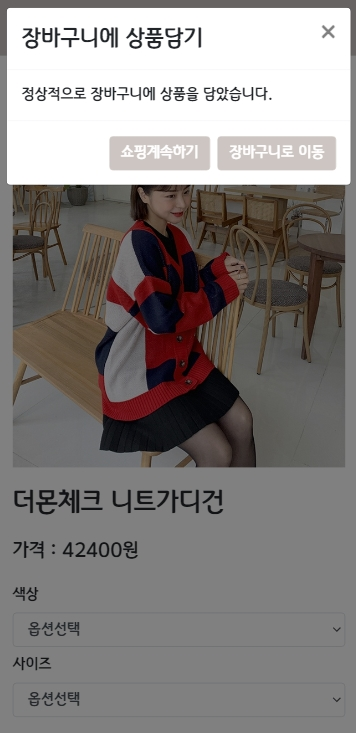 장바구니에 상품담기
×
정상적으로 장바구니에 상품을 담았습니다.
쇼핑계속하기 장바구니로 이동
더몬체크 니트가디건
가격 : 42400원
색상
옵션선택
사이즈
옵션선택